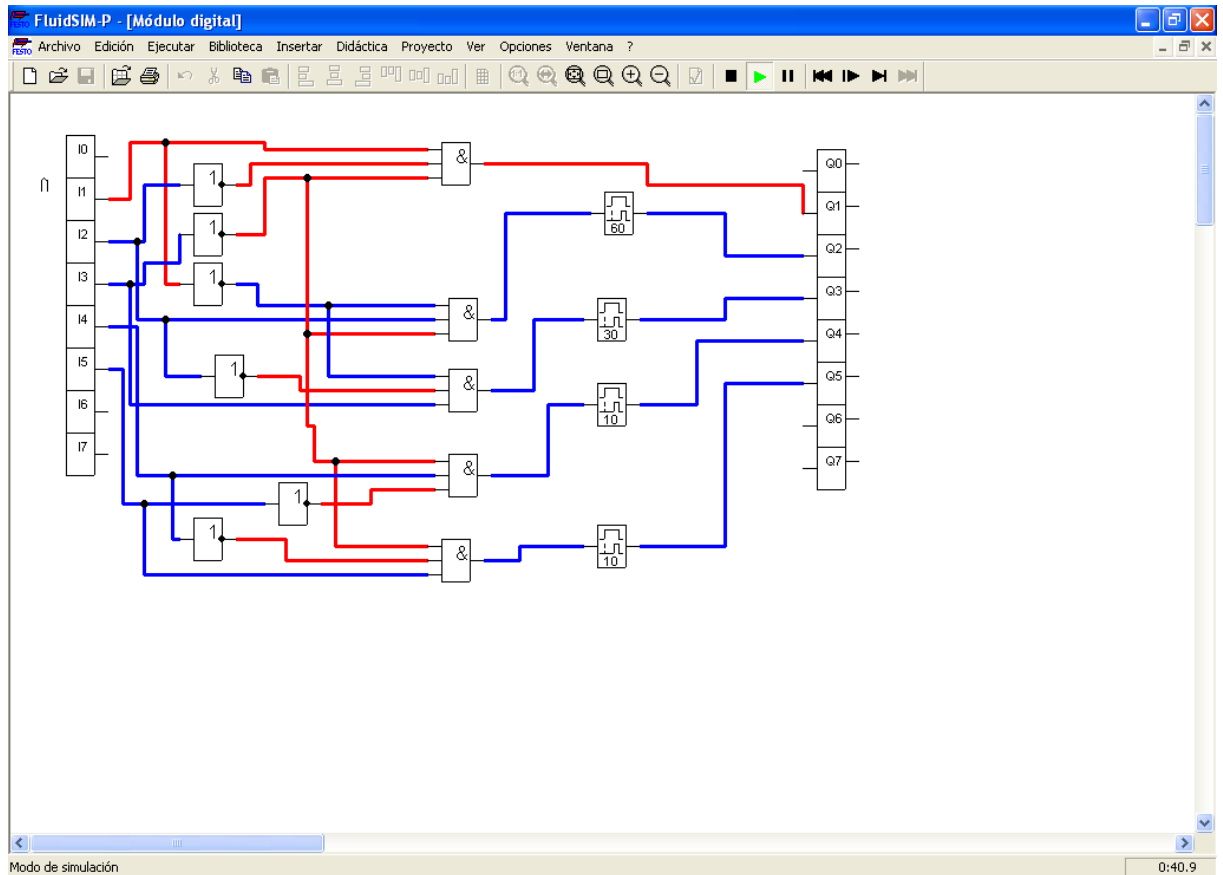 FluidSIM-P - [Módulo digital]
Archivo Edición Ejecutar Biblioteca Insertar Didáctica Proyecto Ver Opciones Ventana ?
I0
I1
I2
I3
I4
I5
I6
I7
1
1
1
1
1
1
&
&
&
&
&
60
30
10
10
Q0
Q1
Q2
Q3
Q4
Q5
Q6
Q7
Modo de simulación 0:40.9